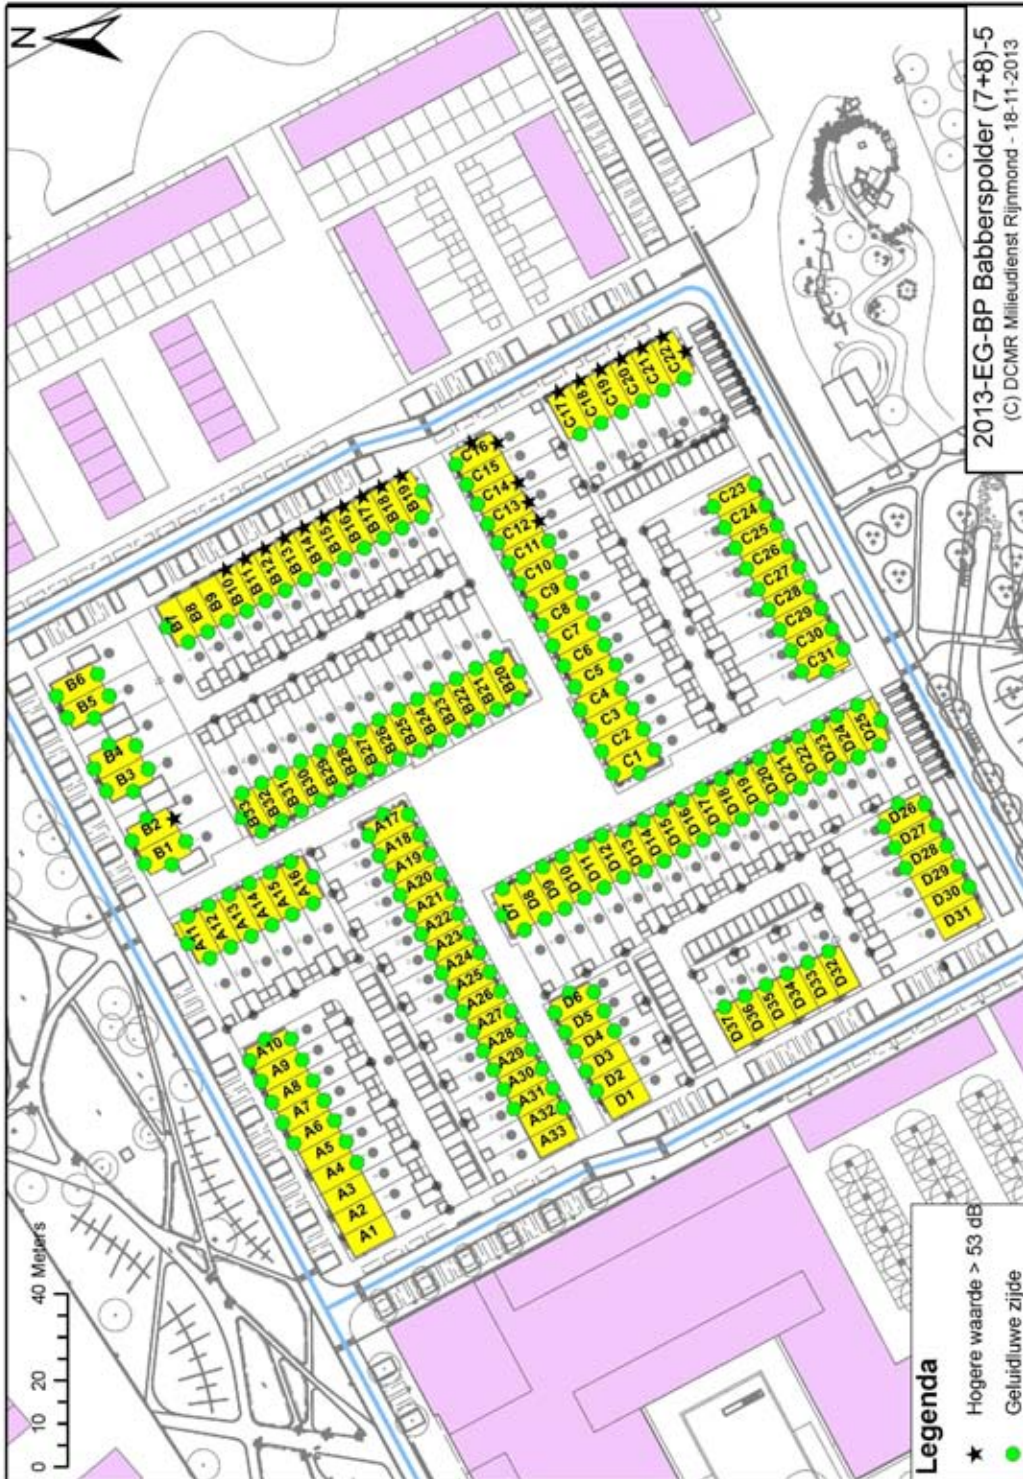 N
0 10 20 40 Meters
A1
A2
A3
A4
A5
A6
A7
A8
A9
A10
A11
A12
A13
A14
A15
A16
A17
A18
A19
A20
A21
A22
A23
A24
A25
A26
A27
A28
A29
A30
A31
A32
A33
B1
B2
B3
B4
B5
B6
B7
B8
B9
B10
B11
B12
B13
B14
B15
B16
B17
B18
B19
B20
B21
B22
B23
B24
B25
B26
B27
B28
B29
B30
B31
B32
B33
C1
C2
C3
C4
C5
C6
C7
C8
C9
C10
C11
C12
C13
C14
C15
C16
C17
C18
C19
C20
C21
C22
C23
C24
C25
C26
C27
C28
C29
C30
C31
D1
D2
D3
D4
D5
D6
D7
D8
D9
D10
D11
D12
D13
D14
D15
D16
D17
D18
D19
D20
D21
D22
D23
D24
D25
D26
D27
D28
D29
D30
D31
D32
D33
D34
D35
D36
D37
Legenda
Hogere waarde > 53 dB
Geluidluwe zijde
2013-EG-BP Babberspolder (7+8)-5
(C) DCMR Milieudienst Rijnmond - 18-11-2013